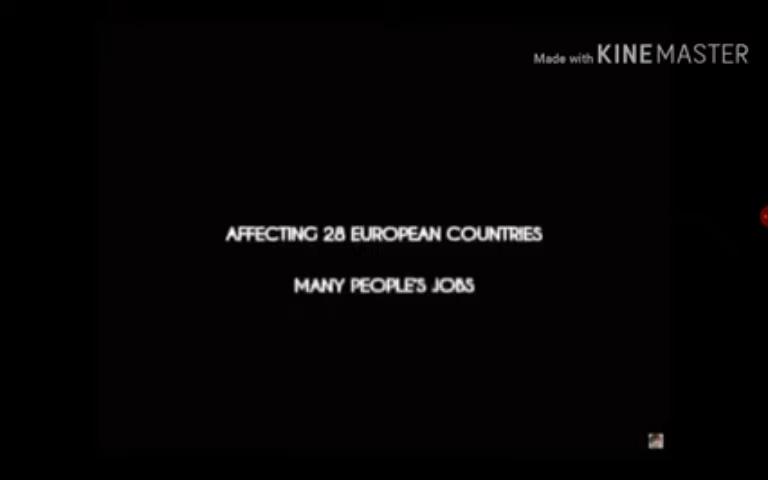 Made with KINEMASTER
AFFECTING 28 EUROPEAN COUNTRIES
MANY PEOPLE'S JOBS